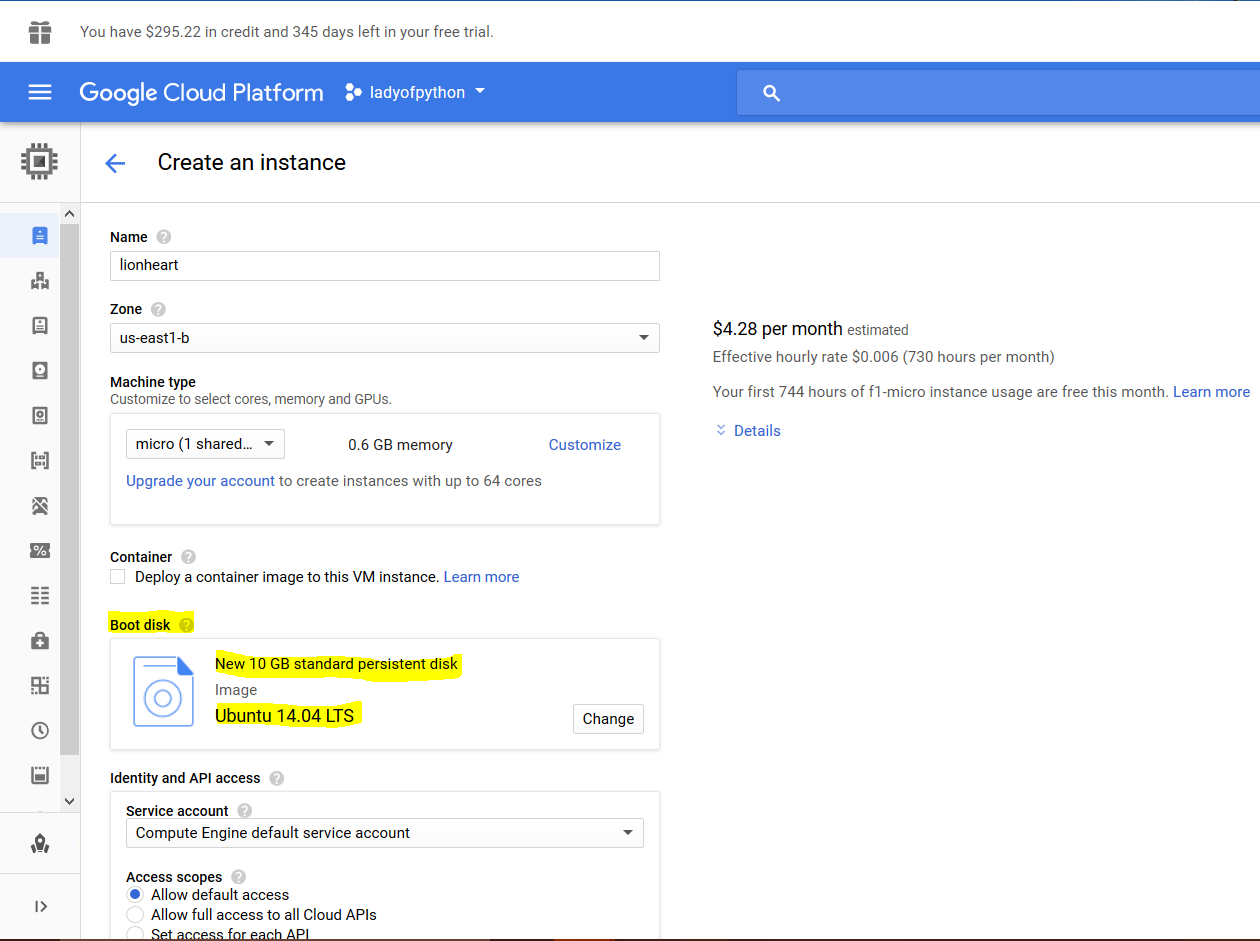 You have $295.22 in credit and 345 days left in your free trial.
Google Cloud Platform ladyofpython
Create an instance
Name
lionheart
Zone
us-east1-b
$4.28 per month estimated
Effective hourly rate $0.006 (730 hours per month)
Machine type
Customize to select cores, memory and GPUs.
Your first 744 hours of f1-micro instance usage are free this month. Learn more
micro (1 shared... 0.6 GB memory Customize
Details
Upgrade your account to create instances with up to 64 cores
Container
Deploy a container image to this VM instance. Learn more
Boot disk
New 10 GB standard persistent disk
Image
Ubuntu 14.04 LTS
Change
Identity and API access
Service account
Compute Engine default service account
Access scopes
Allow default access
Allow full access to all Cloud APIs
Set access for each API